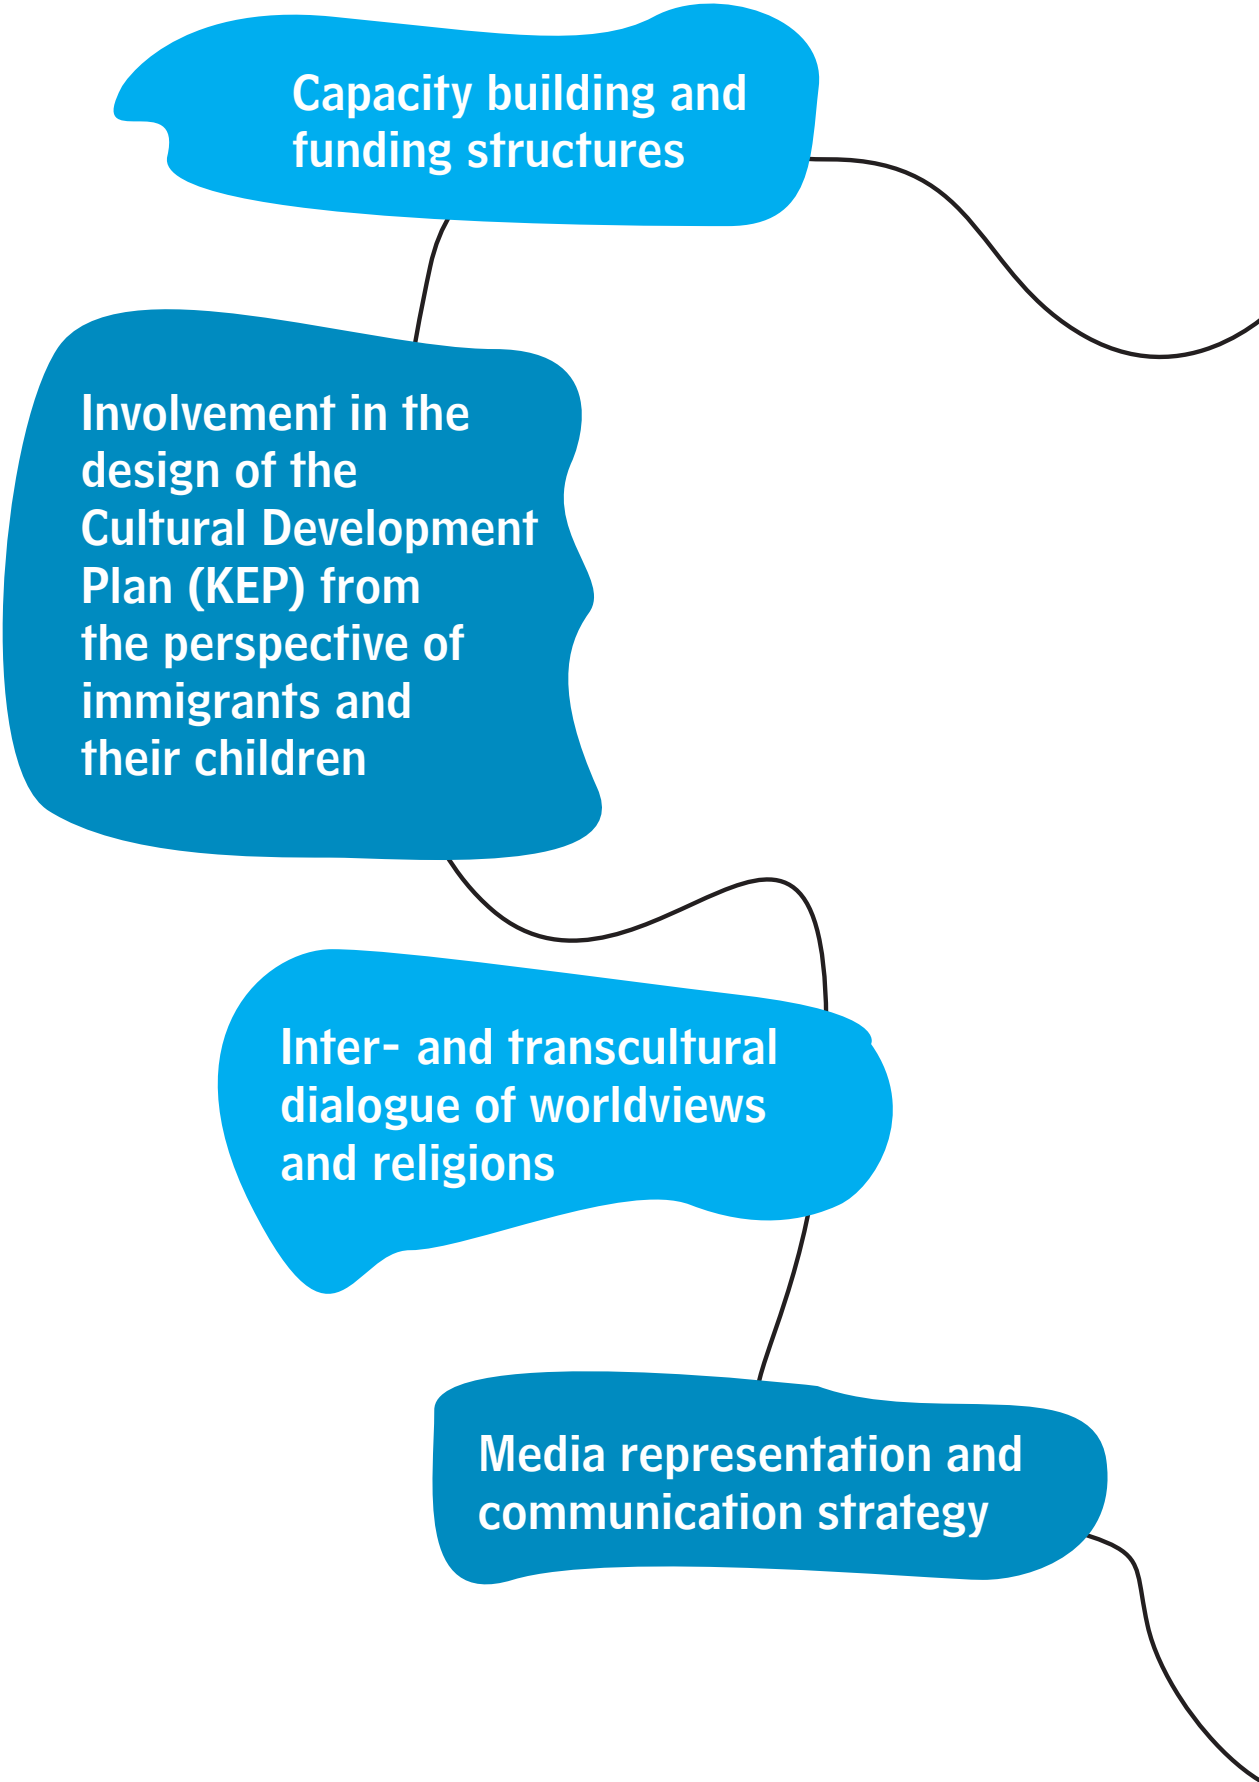 Capacity building and
funding structures
Involvement in the
design of the
Cultural Development
Plan (KEP) from
the perspective of
immigrants and
their children
Inter- and transcultural
dialogue of worldviews
and religions
Media representation and
communication strategy